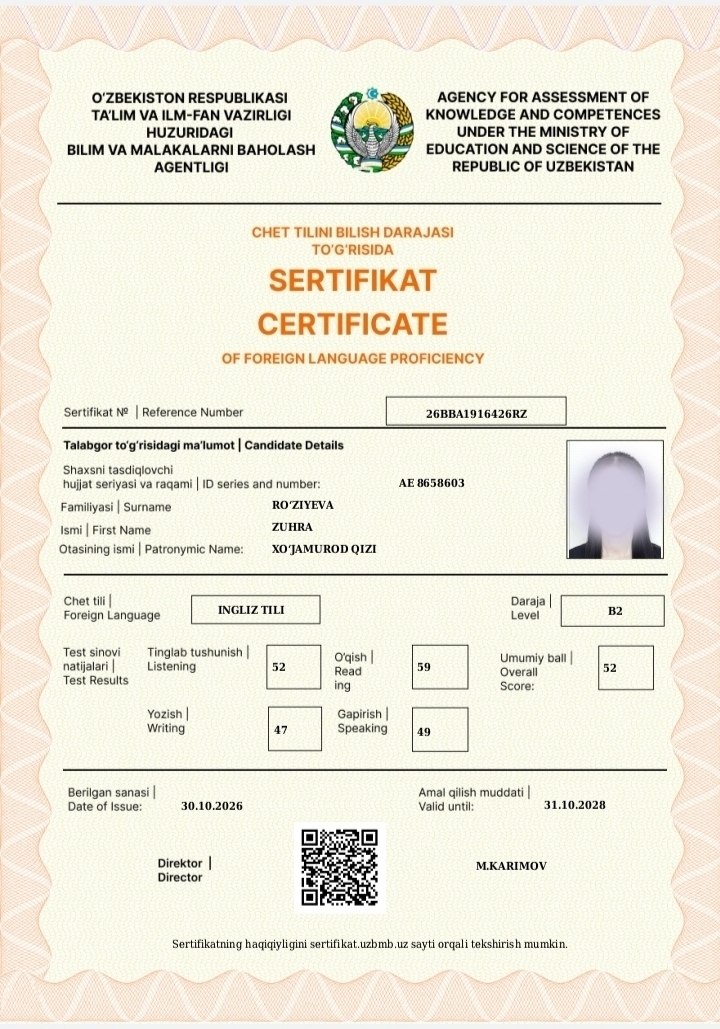 O‘ZBEKISTON RESPUBLIKASI
TA’LIM VA ILM-FAN VAZIRLIGI
HUZURIDAGI
BILIM VA MALAKALARNI BAHOLASH
AGENTLIGI
AGENCY FOR ASSESSMENT OF
KNOWLEDGE AND COMPETENCES
UNDER THE MINISTRY OF
EDUCATION AND SCIENCE OF THE
REPUBLIC OF UZBEKISTAN
CHET TILINI BILISH DARAJASI
TO‘G‘RISIDA
SERTIFIKAT
CERTIFICATE
OF FOREIGN LANGUAGE PROFICIENCY
Sertifikat № | Reference Number 26BBA1916426RZ
Talabgor to‘g‘risidagi ma’lumot | Candidate Details
Shaxsni tasdiqlovchi
hujjat seriyasi va raqami | ID series and number: AE 8658603
Familiyasi | Surname RO‘ZIYEVA
Ismi | First Name ZUHRA
Otasining ismi | Patronymic Name: XO‘JAMUROD QIZI
Chet tili |
Foreign Language INGLIZ TILI
Daraja |
Level B2
Test sinovi
natijalari |
Test Results
Tinglab tushunish |
Listening 52
O‘qish |
Read
ing 59
Umumiy ball |
Overall
Score: 52
Yozish |
Writing 47
Gapirish |
Speaking 49
Berilgan sanasi |
Date of Issue: 30.10.2026
Amal qilish muddati |
Valid until: 31.10.2028
Direktor |
Director
M.KARIMOV
Sertifikatning haqiqiyligini sertifikat.uzbmb.uz sayti orqali tekshirish mumkin.